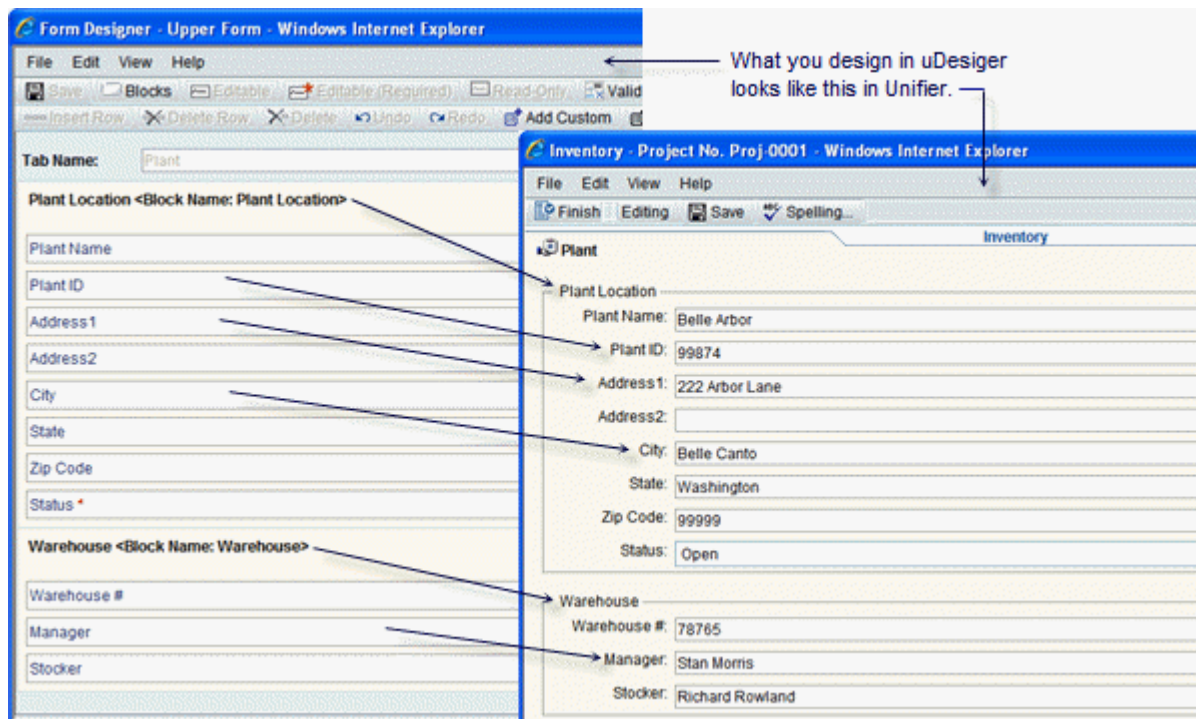 Form Designer - Upper Form - Windows Internet Explorer
File Edit View Help
Save Blocks Editable Editable (Required) Read-Only Valid
Insert Row Delete Row Delete Undo Redo Add Custom
Tab Name: Plant
Plant Location <Block Name: Plant Location>
Plant Name
Plant ID
Address1
Address2
City
State
Zip Code
Status *
Warehouse <Block Name: Warehouse>
Warehouse #
Manager
Stocker
What you design in uDesiger
looks like this in Unifier.
Inventory - Project No. Proj-0001 - Windows Internet Explorer
File Edit View Help
Finish Editing Save Spelling...
Inventory
Plant
Plant Location
Plant Name: Belle Arbor
Plant ID: 99874
Address1: 222 Arbor Lane
Address2:
City: Belle Canto
State: Washington
Zip Code: 99999
Status: Open
Warehouse
Warehouse #: 78765
Manager: Stan Morris
Stocker: Richard Rowland